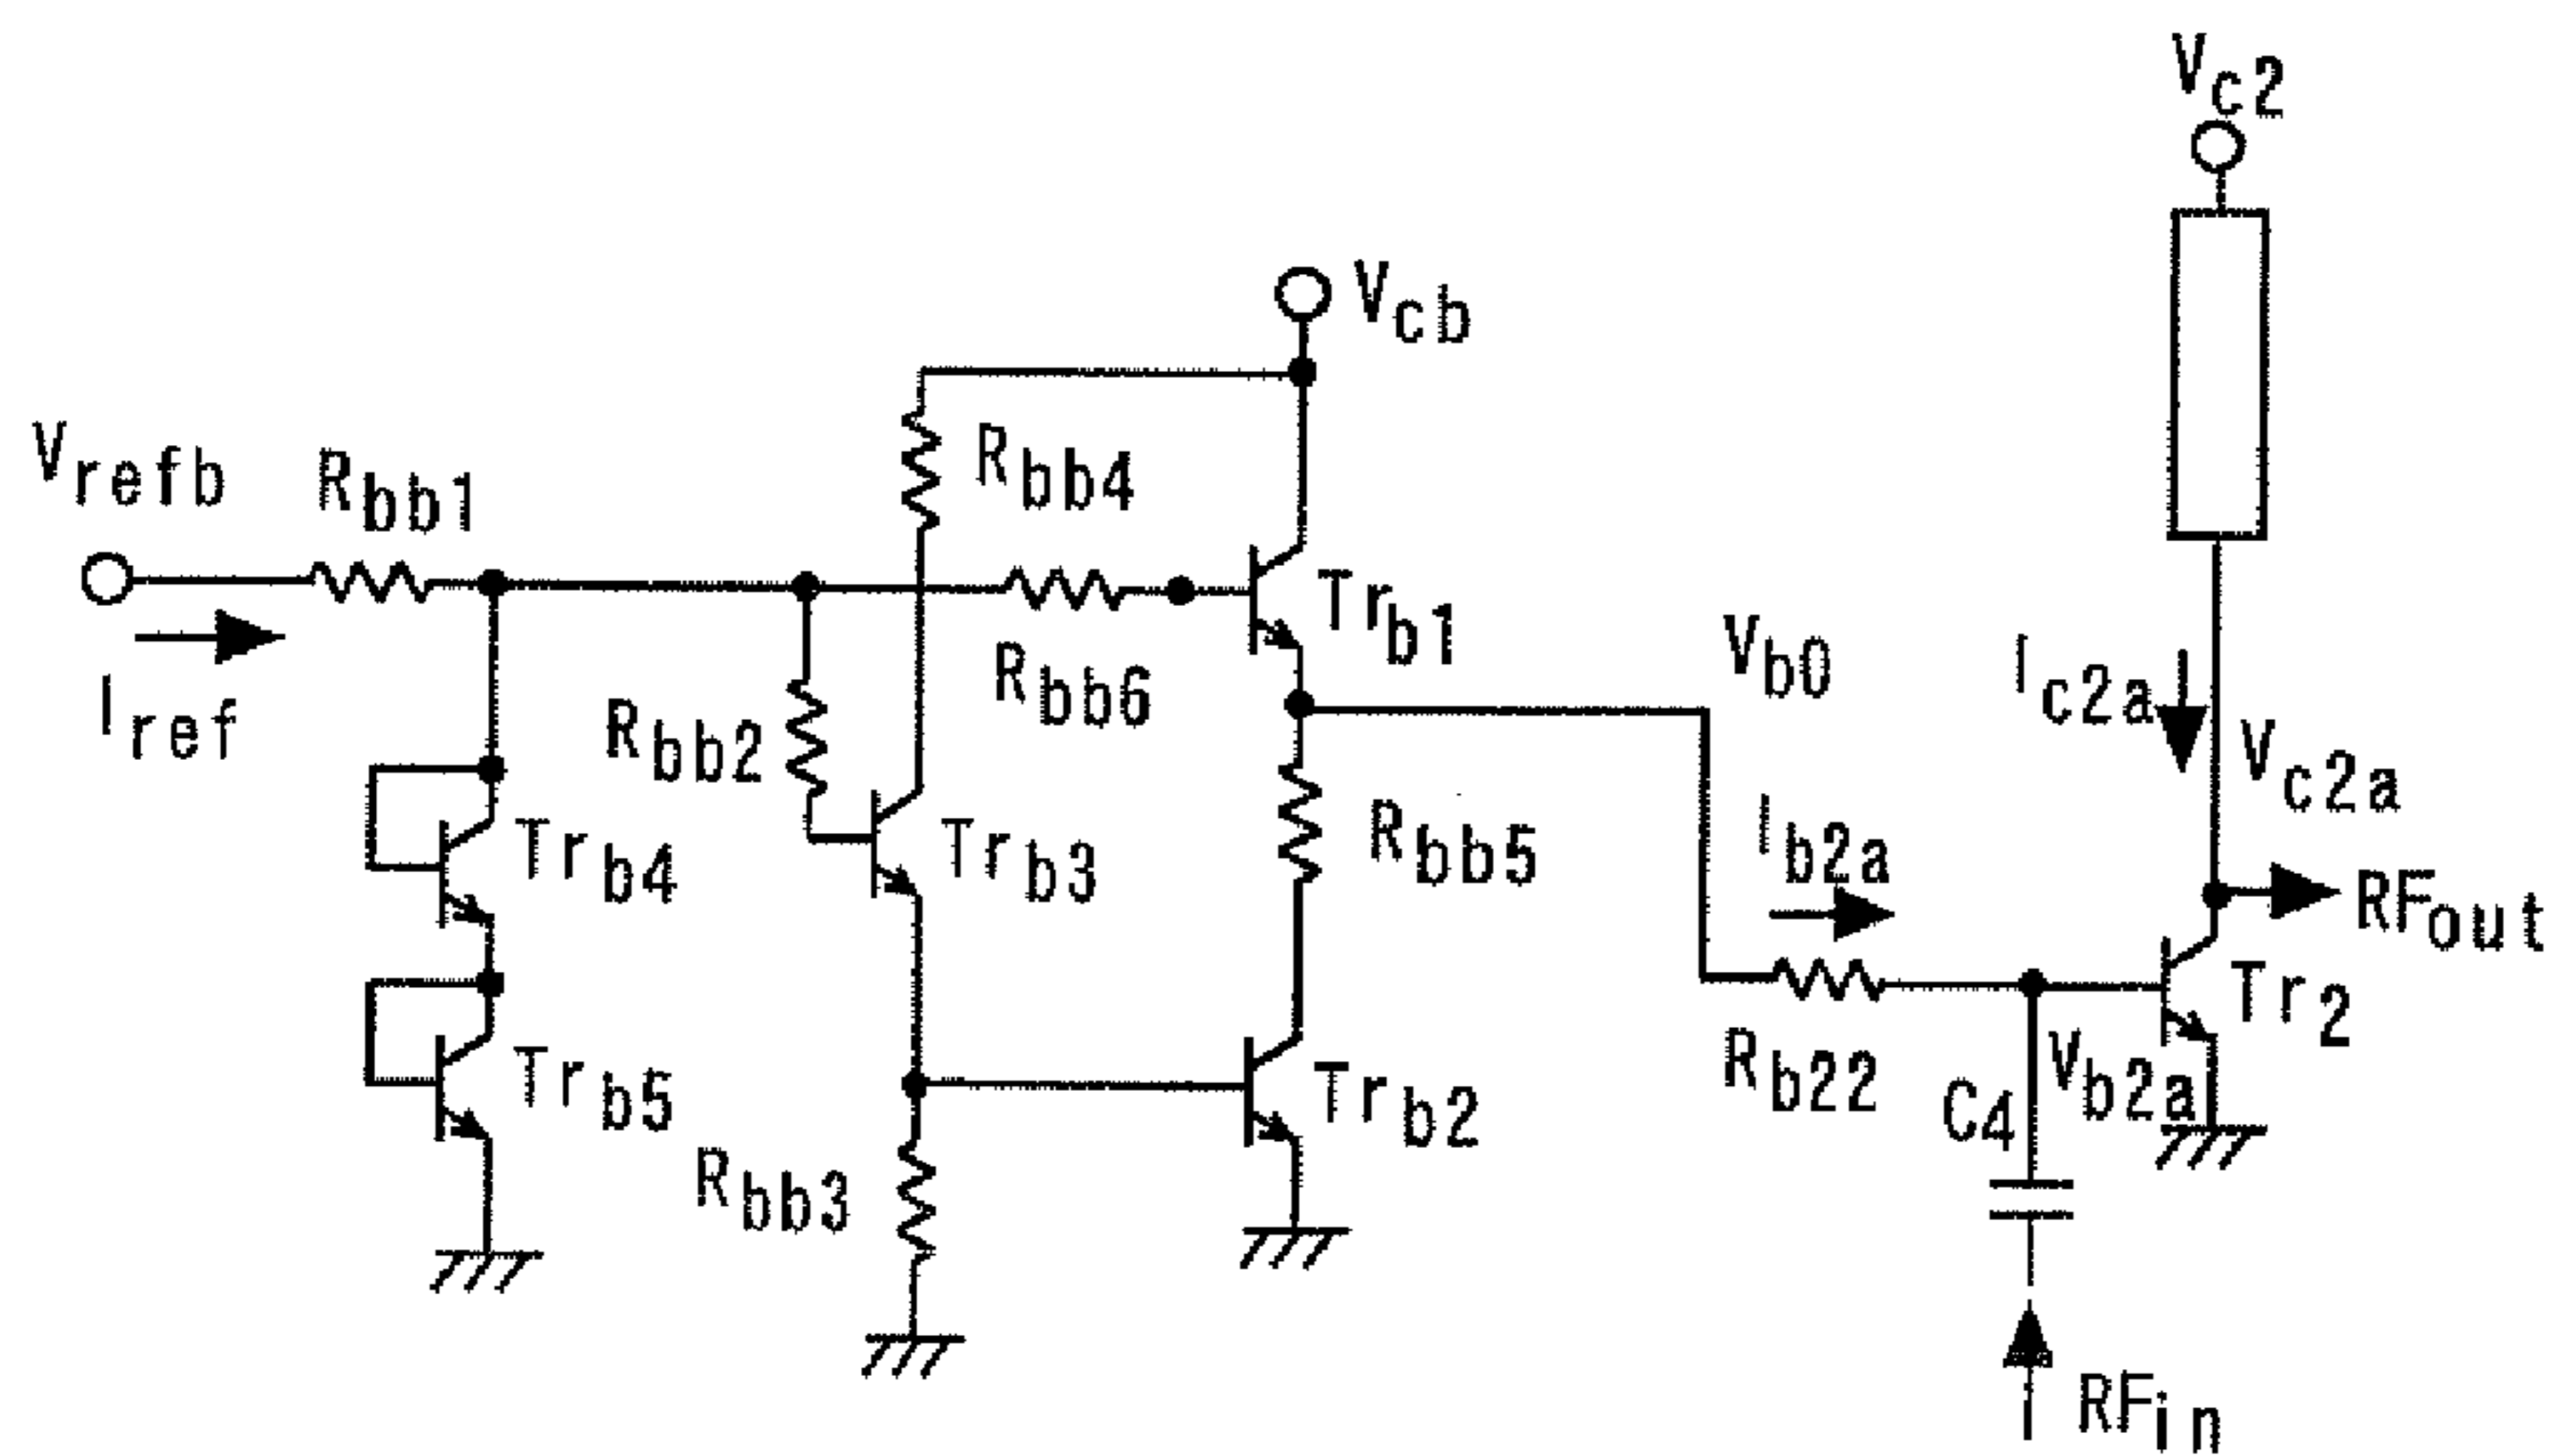 Vc2
Vcb
Vrefb
Rbb1
Rbb4
Iref
Rbb6
Trb1
Vb0
Ic2a
Vc2a
Rbb2
Rbb5
Ib2a
Trb4
Trb3
RFout
Tr2
Trb5
Rbb3
Trb2
Rb22
C4
Vb2a
RFin